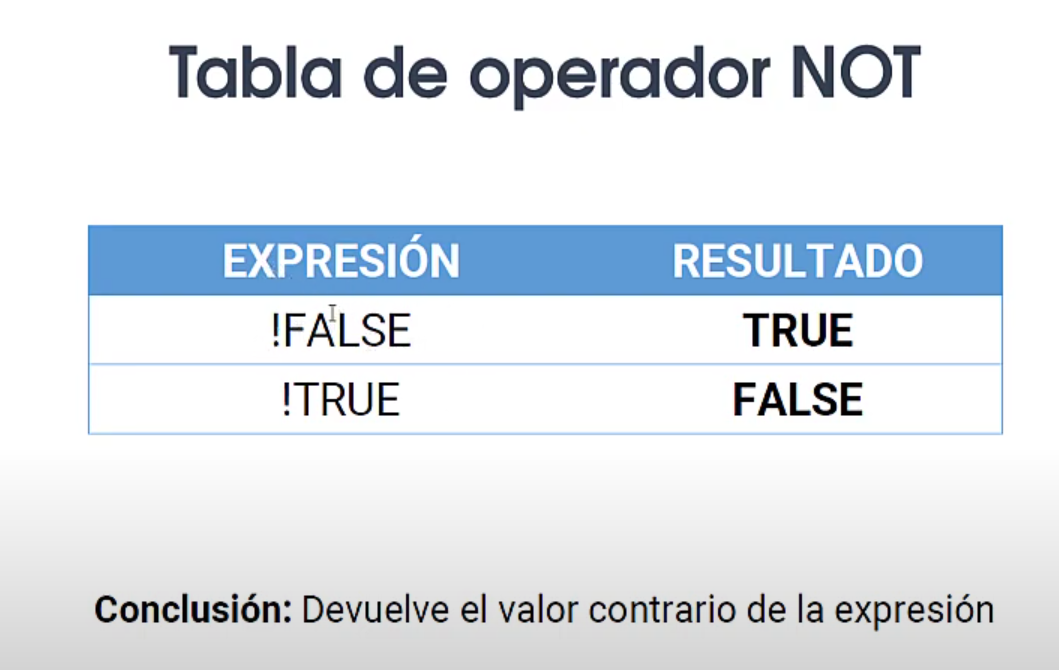 Tabla de operador NOT
EXPRESIÓN RESULTADO
!FALSE TRUE
!TRUE FALSE
Conclusión: Devuelve el valor contrario de la expresión